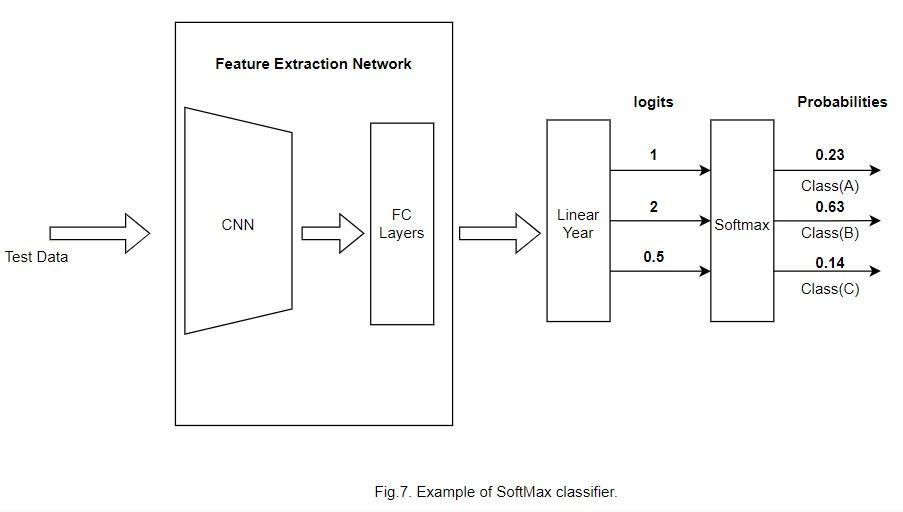 Feature Extraction Network
logits
Probabilities
Test Data
CNN
FC
Layers
Linear
Year
1
2
0.5
Softmax
0.23
Class(A)
0.63
Class(B)
0.14
Class(C)
Fig.7. Example of SoftMax classifier.